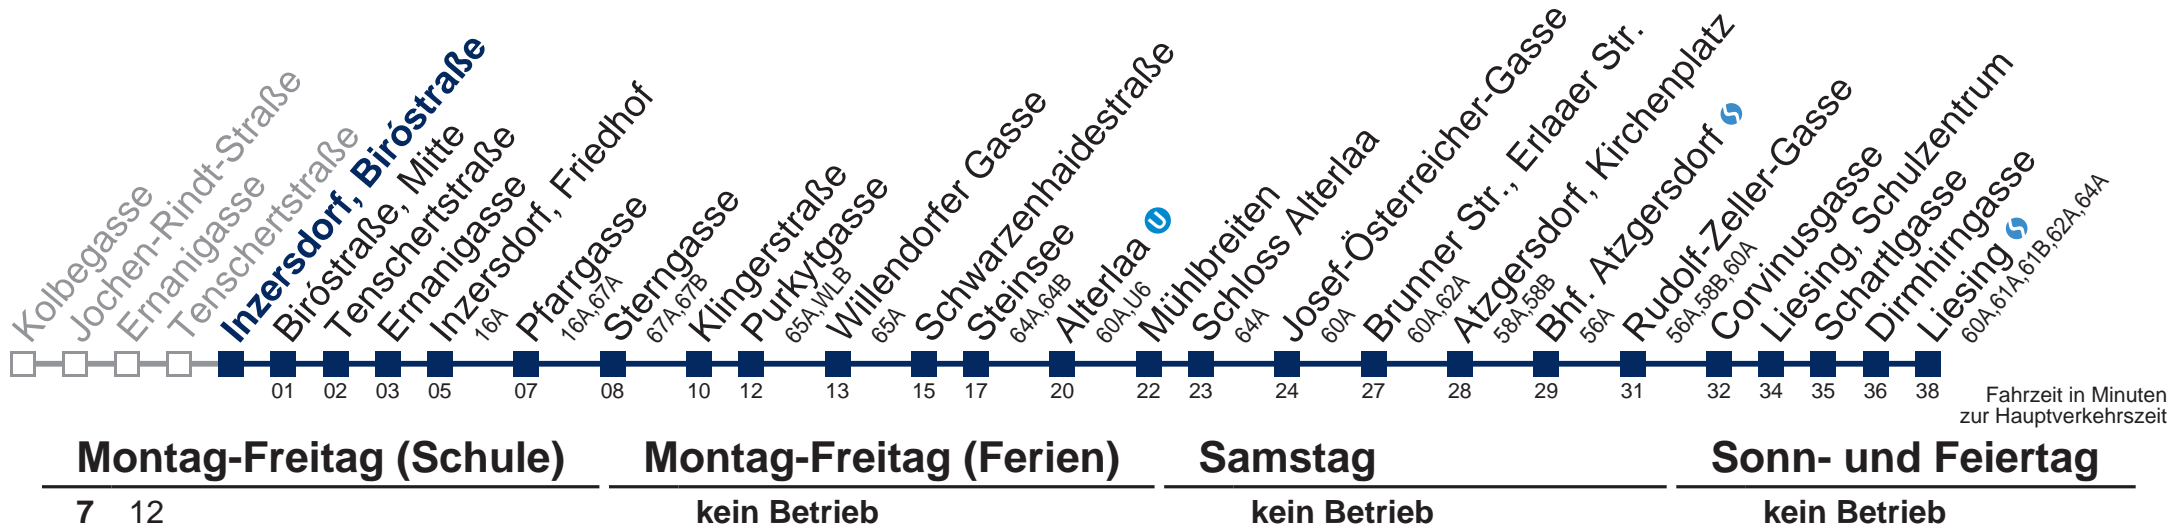 Kolbegasse
Jochen-Rindt-Straße
Ernanigasse
Tenschertstraße
Inzersdorf, Biróstraße
Biróstraße, Mitte
Tenschertstraße
Ernanigasse
Inzersdorf, Friedhof
16A
Pfarrgasse
16A,67A
Sterngasse
67A,67B
Klingerstraße
Purkytgasse
65A,WLB
Willendorfer Gasse
65A
Schwarzenhaidestraße
Steinsee
64A,64B
Alterlaa U
60A,U6
Mühlbreiten
Schloss Alterlaa
64A
Josef-Österreicher-Gasse
60A
Brunner Str., Erlaaer Str.
60A,62A
Atzgersdorf, Kirchenplatz
58A,58B
Bhf. Atzgersdorf
56A
Rudolf-Zeller-Gasse
56A,58B,60A
Corvinusgasse
Liesing, Schulzentrum
Schartlgasse
Dirmhirngasse
Liesing
60A,61A,61B,62A,64A
01 02 03 05 07 08 10 12 13 15 17 20 22 23 24 27 28 29 31 32 34 35 36 38
Fahrzeit in Minuten
zur Hauptverkehrszeit
Montag-Freitag (Schule) Montag-Freitag (Ferien) Samstag Sonn- und Feiertag
7 12 kein Betrieb kein Betrieb kein Betrieb